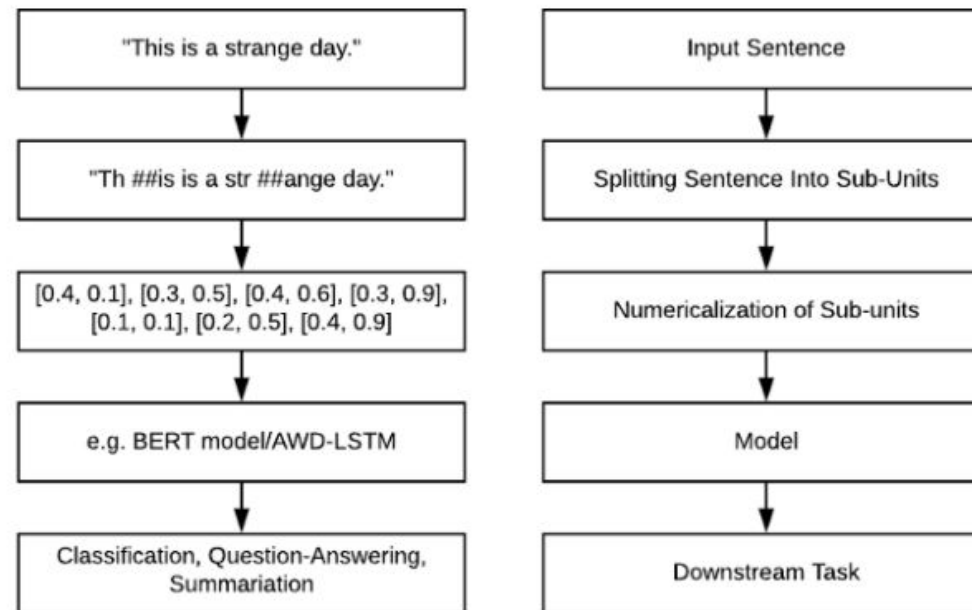 "This is a strange day."
Input Sentence
"Th ##is is a str ##ange day."
Splitting Sentence Into Sub-Units
[0.4, 0.1], [0.3, 0.5], [0.4, 0.6], [0.3, 0.9],
[0.1, 0.1], [0.2, 0.5], [0.4, 0.9]
Numericalization of Sub-units
e.g. BERT model/AWD-LSTM
Model
Classification, Question-Answering,
Summariation
Downstream Task